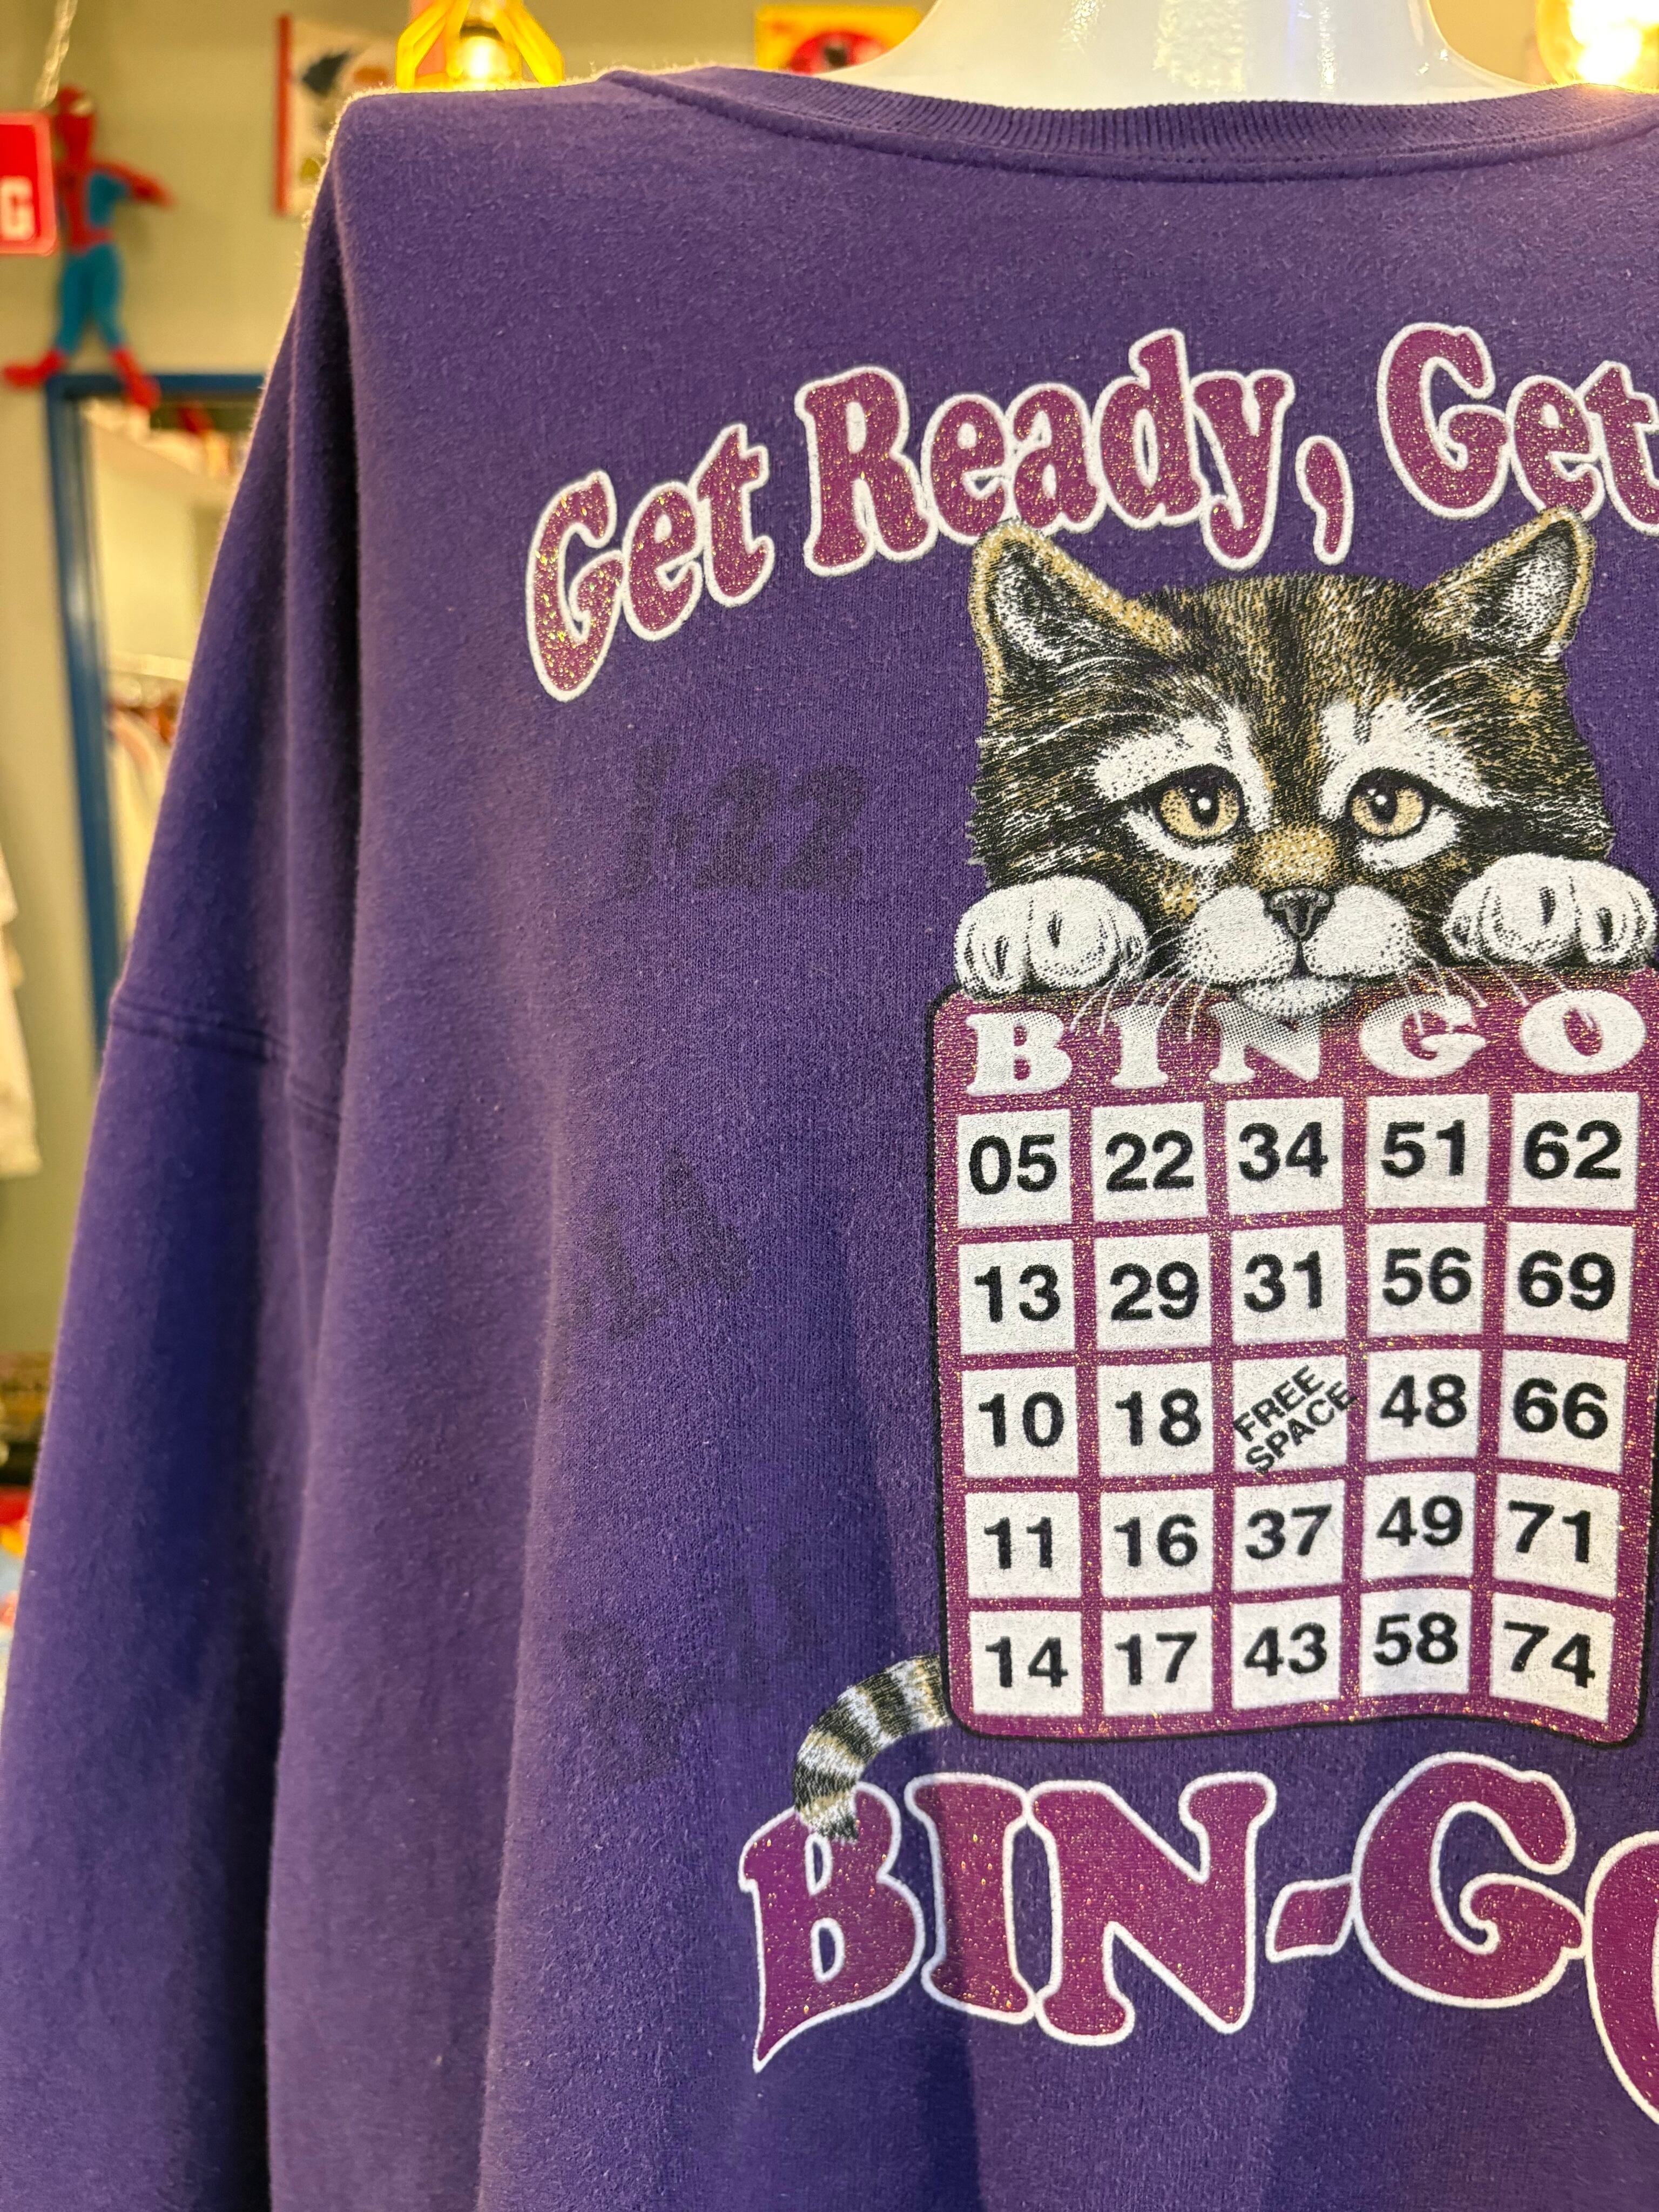 G
Get Ready, Get
I-22
BINGO
05 22 34 51 62
13 29 31 56 69
10 18 FREE SPACE 48 66
11 16 37 49 71
14 17 43 58 74
BIN-G